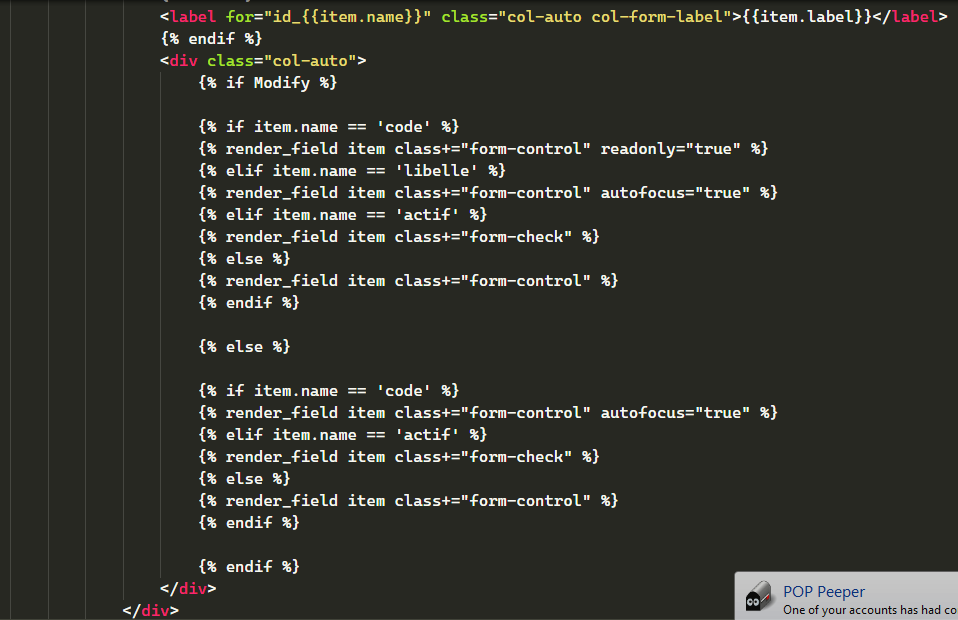 <label for="id_{{item.name}}" class="col-auto col-form-label">{{item.label}}</label>
{% endif %}
<div class="col-auto">
{% if Modify %}
{% if item.name == 'code' %}
{% render_field item class+="form-control" readonly="true" %}
{% elif item.name == 'libelle' %}
{% render_field item class+="form-control" autofocus="true" %}
{% elif item.name == 'actif' %}
{% render_field item class+="form-check" %}
{% else %}
{% render_field item class+="form-control" %}
{% endif %}
{% else %}
{% if item.name == 'code' %}
{% render_field item class+="form-control" autofocus="true" %}
{% elif item.name == 'actif' %}
{% render_field item class+="form-check" %}
{% else %}
{% render_field item class+="form-control" %}
{% endif %}
{% endif %}
</div>
</div>
POP Peeper
One of your accounts has had co